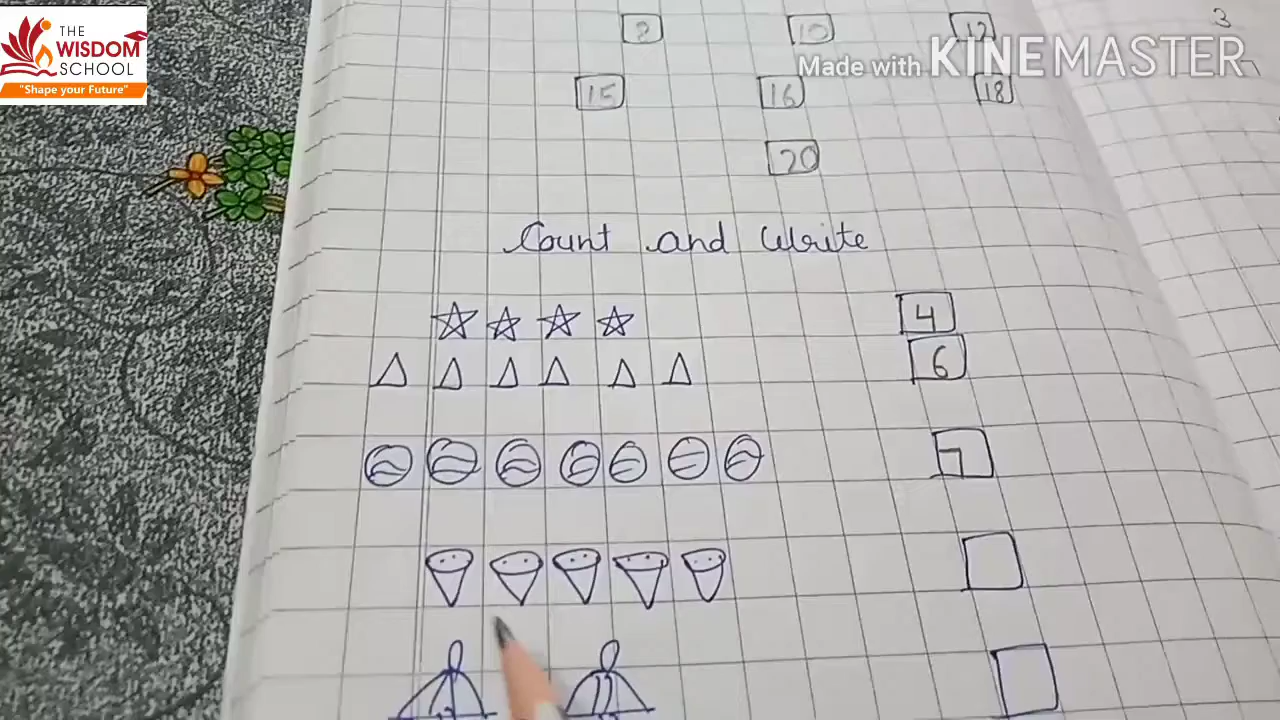 THE
WISDOM
SCHOOL
"Shape your Future"
Made with KINEMASTER
8 10 12
3
15 16 18
20
Count and Write
4
6
7